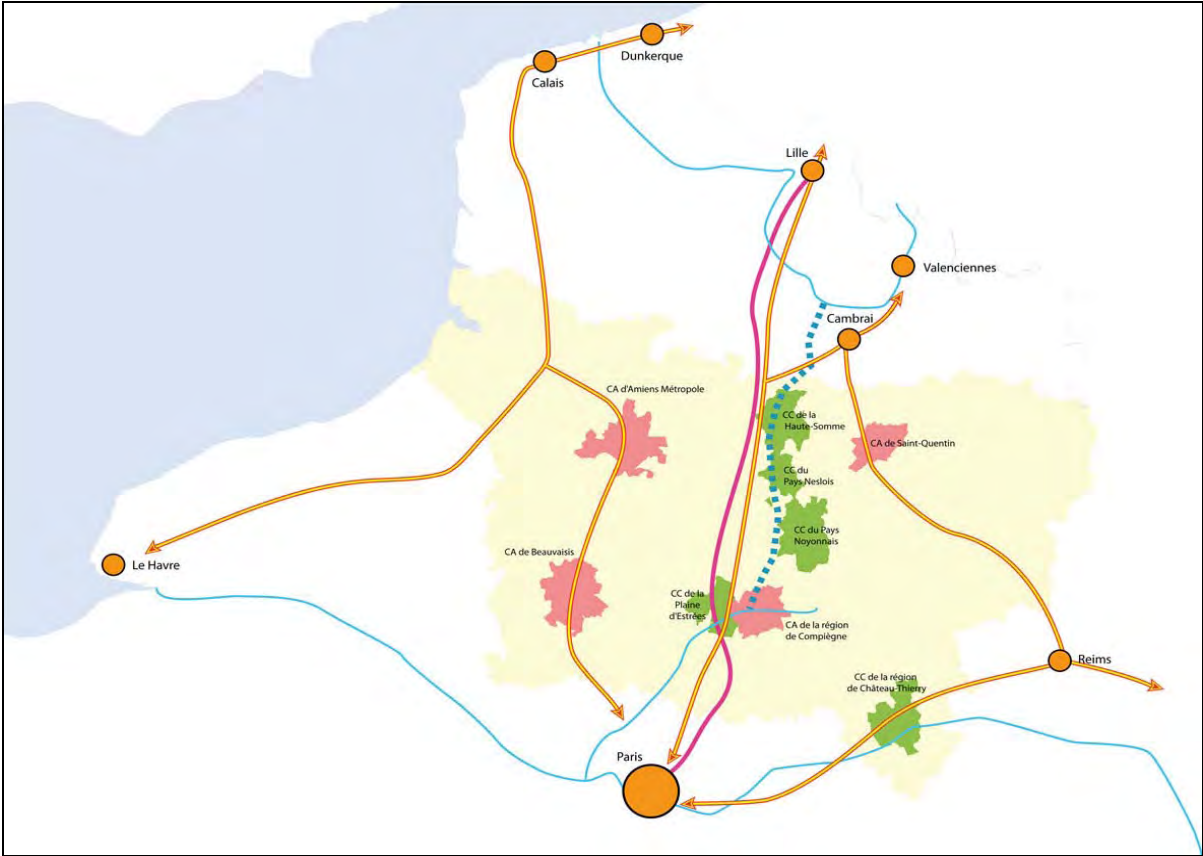 Dunkerque
Calais
Lille
Valenciennes
Cambrai
CA d'Amiens Métropole
CC de la
Haute-Somme
CA de Saint-Quentin
CC du
Pays Neslois
CC du Pays
Noyonnais
CA de Beauvaisis
Le Havre
CC de la
Plaine
d'Estrées
CA de la région
de Compiègne
Reims
CC de la région
de Château-Thierry
Paris